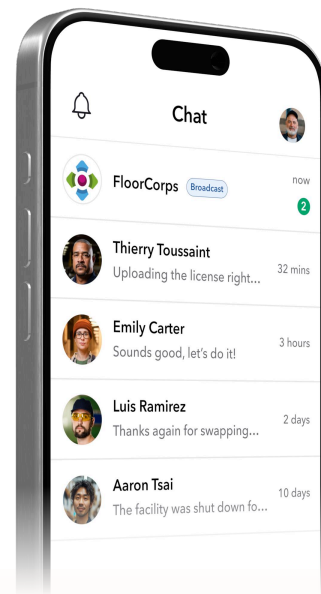 Chat
FloorCorps Broadcast now
2
Thierry Toussaint
Uploading the license right... 32 mins
Emily Carter
Sounds good, let's do it! 3 hours
Luis Ramirez
Thanks again for swapping... 2 days
Aaron Tsai
The facility was shut down fo... 10 days